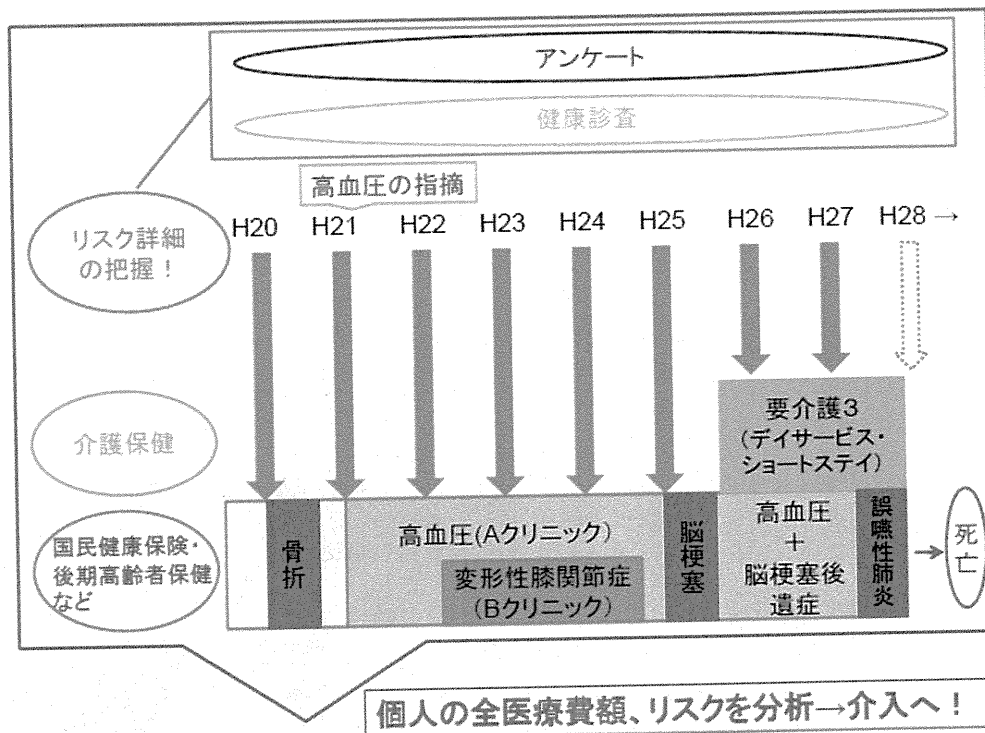 アンケート
健康診査
高血圧の指摘
H20 H21 H22 H23 H24 H25 H26 H27 H28 →
リスク詳細
の把握！
介護保健
要介護3
(デイサービス・
ショートステイ)
国民健康保険・
後期高齢者保健
など
骨折
高血圧(Aクリニック)
変形性膝関節症
(Bクリニック)
脳梗塞
高血圧
＋
脳梗塞後
遺症
誤嚥性肺炎
死亡
個人の全医療費額、リスクを分析→介入へ！